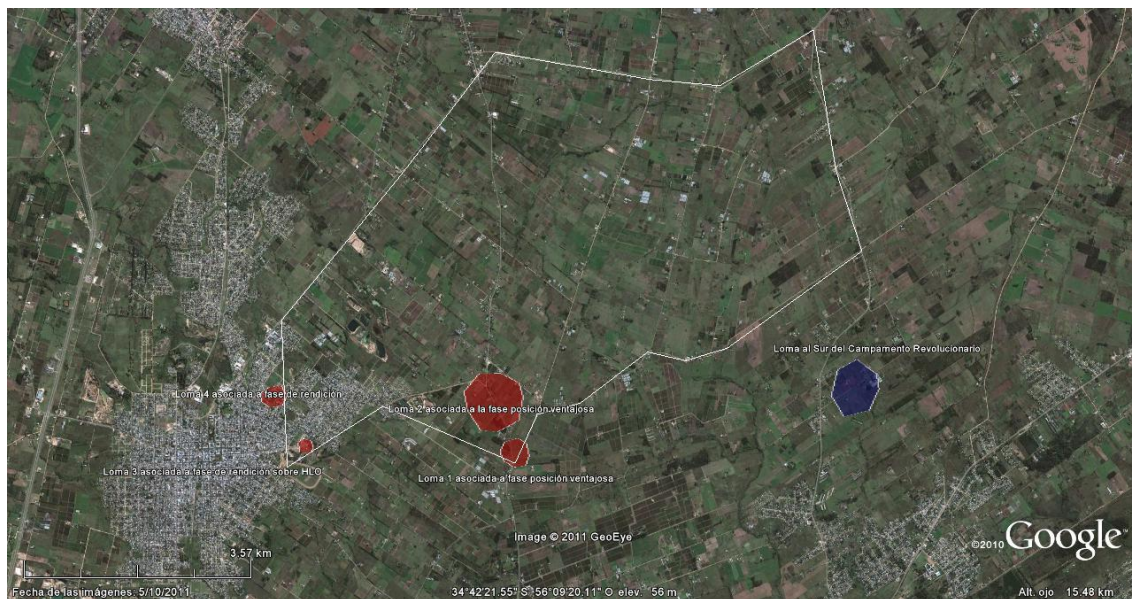 Loma al Sur del Campamento Revolucionario
Loma 4 asociada a fase de rendición
Loma 2 asociada a la fase posición ventajosa
Loma 3 asociada a fase de rendición sobre HLO
Loma 1 asociada a fase posición ventajosa
Image © 2011 GeoEye
©2010 Google™
3.57 km
Fecha de las imágenes: 5/10/2011 34°42'21.55" S 56°09'20.11" O elev. 56 m Alt. ojo 15.48 km